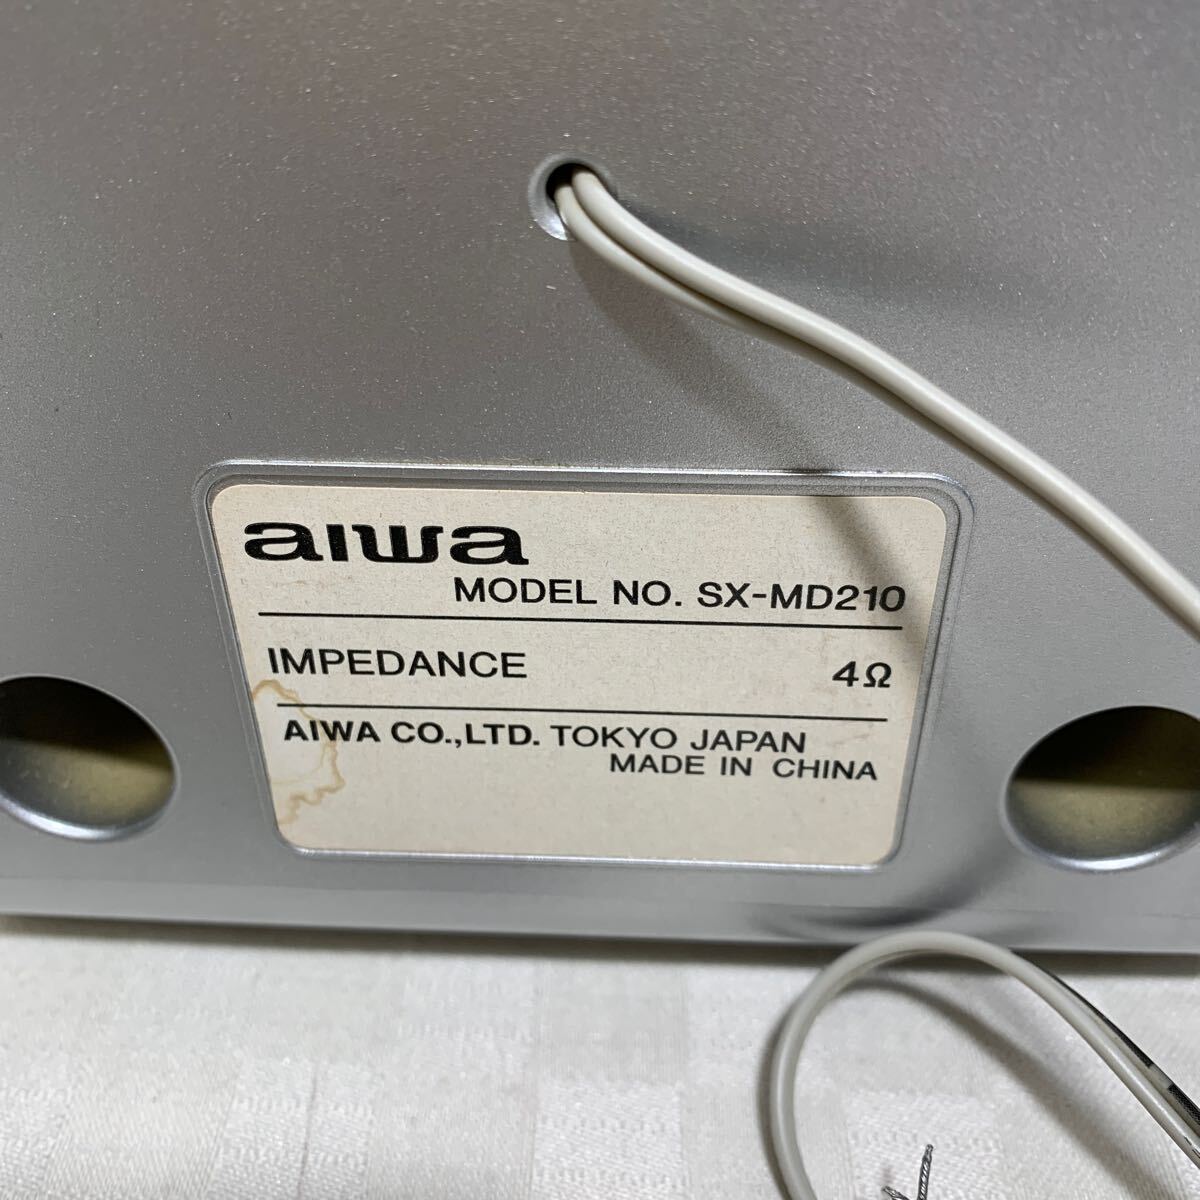 aiwa
MODEL NO. SX-MD210
IMPEDANCE 4Ω
AIWA CO.,LTD. TOKYO JAPAN
MADE IN CHINA